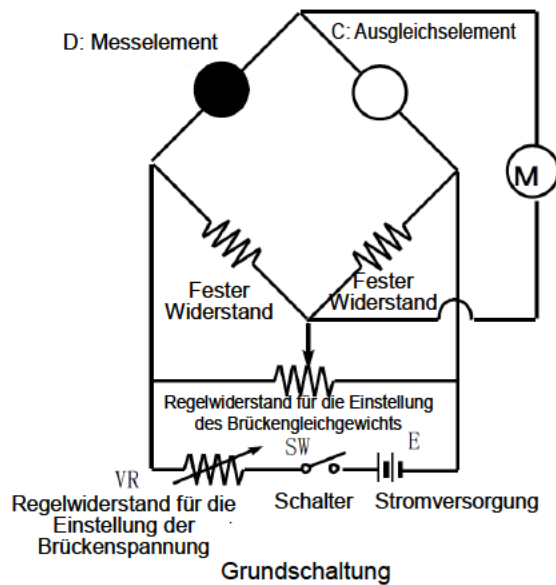 D: Messelement
C: Ausgleichselement
M
Fester
Widerstand
Fester
Widerstand
Regelwiderstand für die Einstellung
des Brückengleichgewichts
SW
E
VR
Regelwiderstand für die
Einstellung der
Brückenspannung
Schalter
Stromversorgung
Grundschaltung